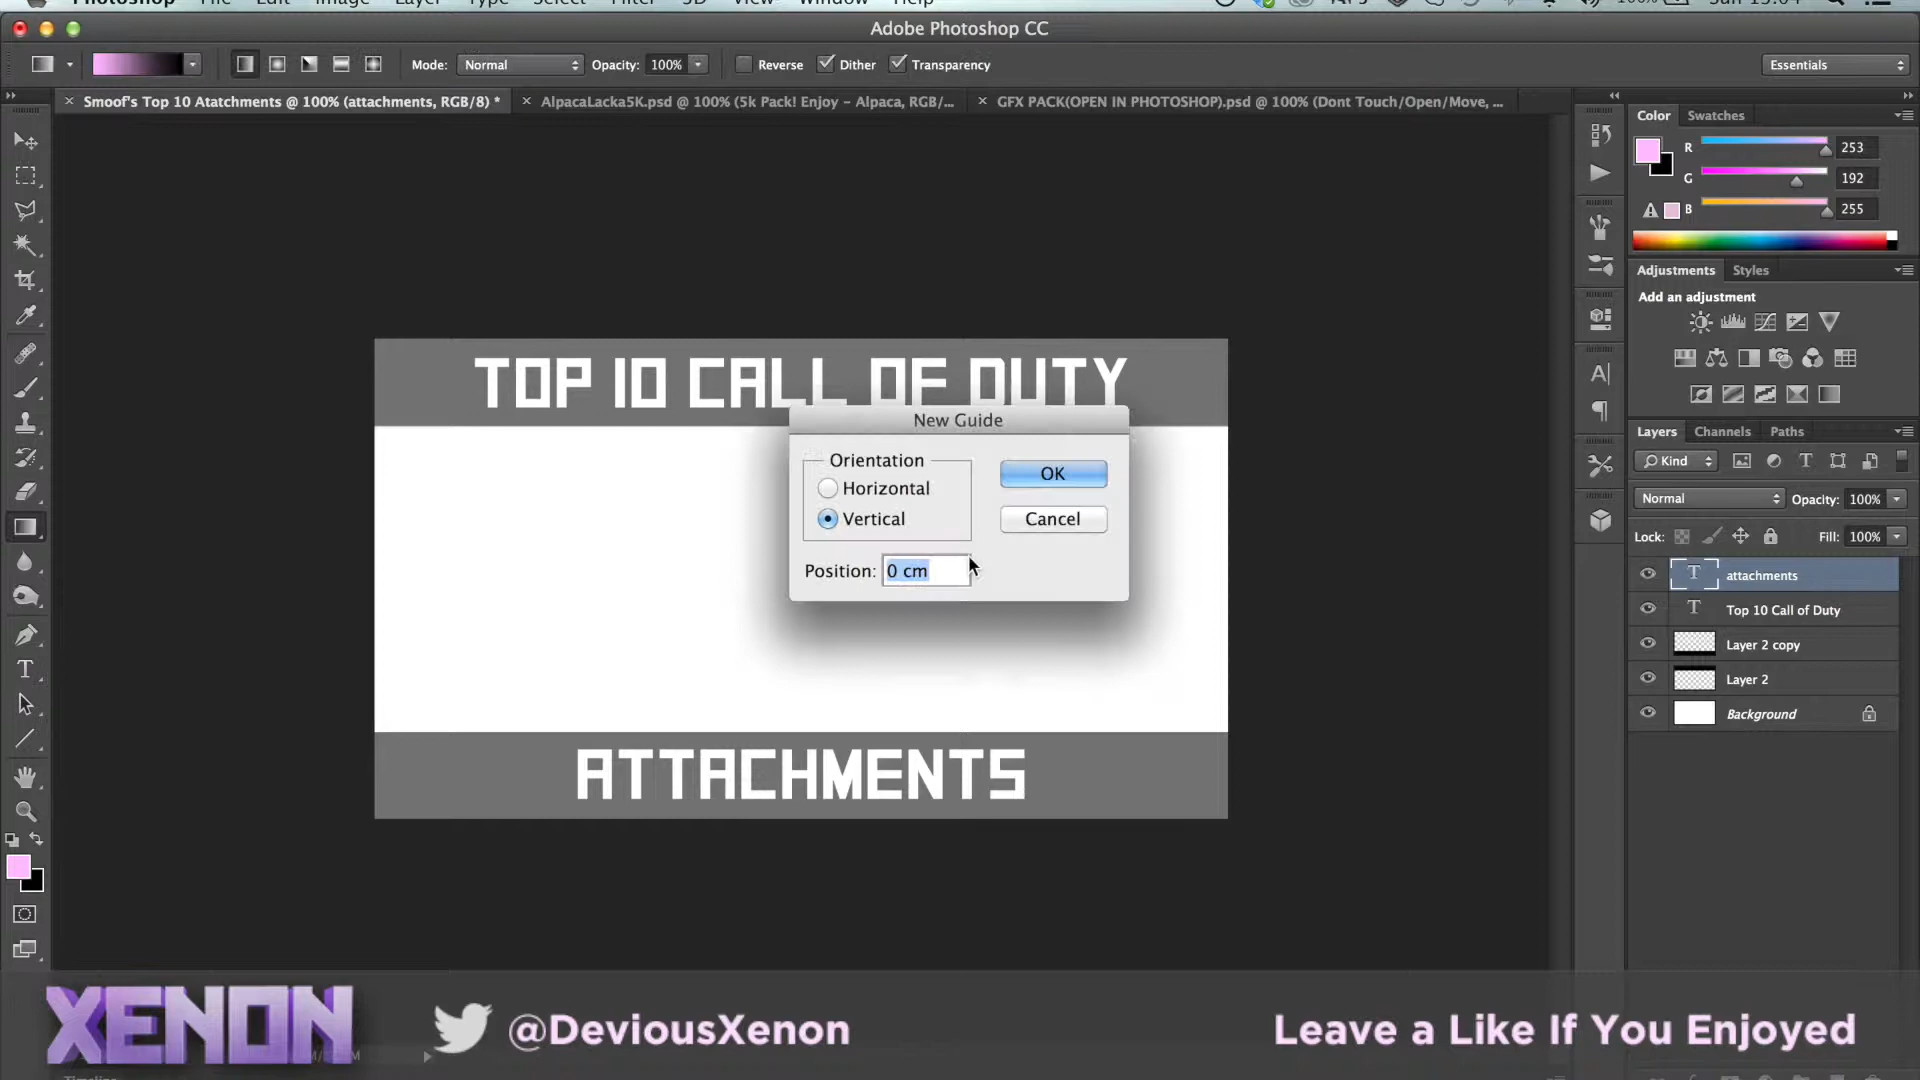 Photoshop File Edit Image Layer Type Select Filter 3D View Window Help
Adobe Photoshop CC
Mode: Normal Opacity: 100% Reverse Dither Transparency Essentials
Smoof's Top 10 Atatchments @ 100% (attachments, RGB/8) * AlpacaLacka5K.psd @ 100% (5k Pack! Enjoy - Alpaca, RGB/... GFX PACK(OPEN IN PHOTOSHOP).psd @ 100% (Dont Touch/Open/Move, ...
Color Swatches
R 253
G 192
B 255
Adjustments Styles
Add an adjustment
TOP 10 CALL OF DUTY
New Guide
Orientation
Horizontal
Vertical
OK
Cancel
Position: 0 cm
ATTACHMENTS
Layers Channels Paths
Kind
Normal Opacity: 100%
Lock: Fill: 100%
attachments
Top 10 Call of Duty
Layer 2 copy
Layer 2
Background
XENON @DeviousXenon Leave a Like If You Enjoyed